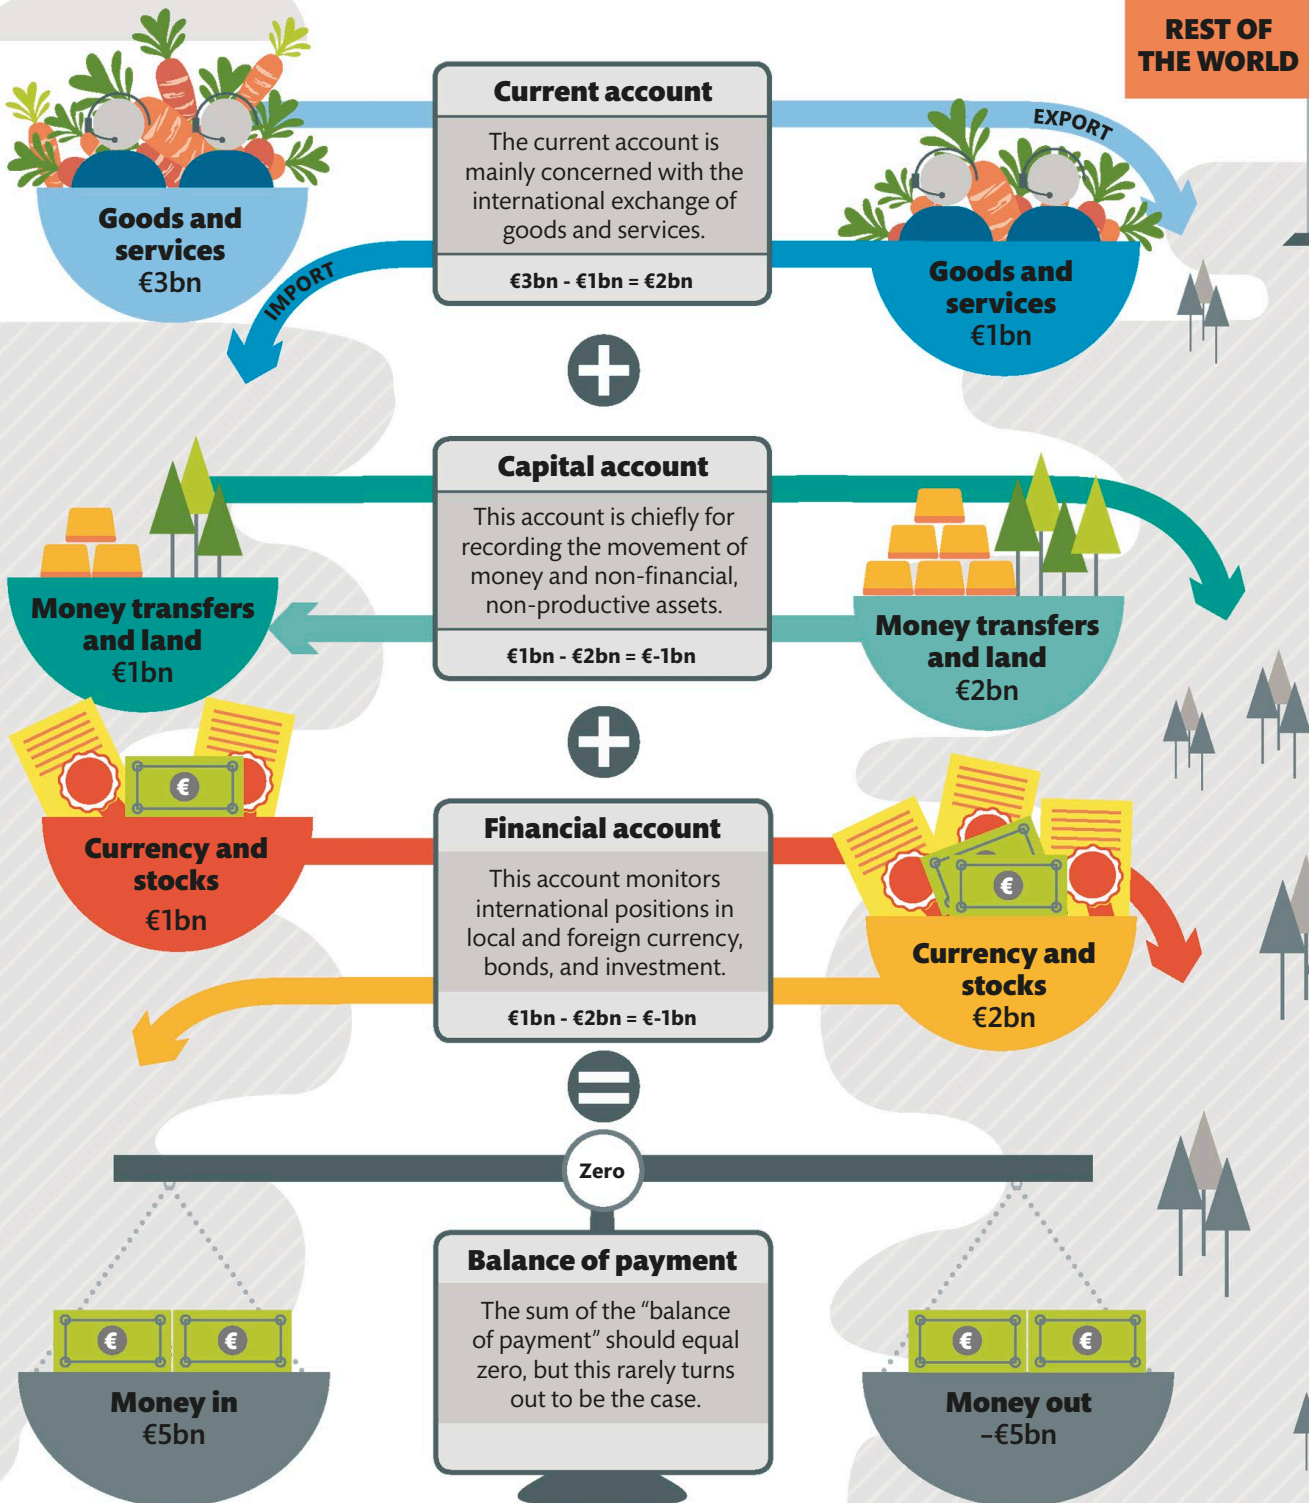 REST OF
THE WORLD
Current account
The current account is
mainly concerned with the
international exchange of
goods and services.
€3bn - €1bn = €2bn
EXPORT
Goods and
services
€3bn
IMPORT
Goods and
services
€1bn
Capital account
This account is chiefly for
recording the movement of
money and non-financial,
non-productive assets.
€1bn - €2bn = €-1bn
Money transfers
and land
€1bn
Money transfers
and land
€2bn
€
Currency and
stocks
€1bn
Financial account
This account monitors
international positions in
local and foreign currency,
bonds, and investment.
€1bn - €2bn = €-1bn
€
Currency and
stocks
€2bn
Zero
Balance of payment
The sum of the “balance
of payment” should equal
zero, but this rarely turns
out to be the case.
€ €
Money in
€5bn
€ €
Money out
–€5bn